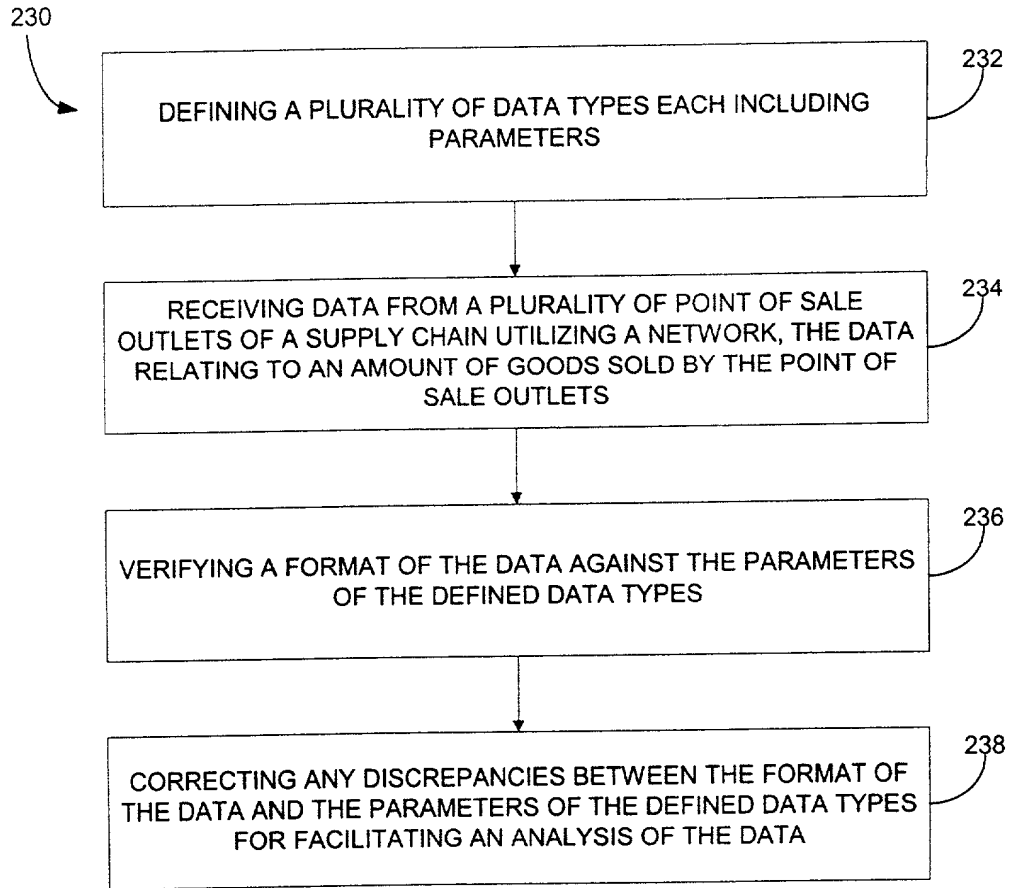 230
232
DEFINING A PLURALITY OF DATA TYPES EACH INCLUDING
PARAMETERS
234
RECEIVING DATA FROM A PLURALITY OF POINT OF SALE
OUTLETS OF A SUPPLY CHAIN UTILIZING A NETWORK, THE DATA
RELATING TO AN AMOUNT OF GOODS SOLD BY THE POINT OF
SALE OUTLETS
236
VERIFYING A FORMAT OF THE DATA AGAINST THE PARAMETERS
OF THE DEFINED DATA TYPES
238
CORRECTING ANY DISCREPANCIES BETWEEN THE FORMAT OF
THE DATA AND THE PARAMETERS OF THE DEFINED DATA TYPES
FOR FACILITATING AN ANALYSIS OF THE DATA